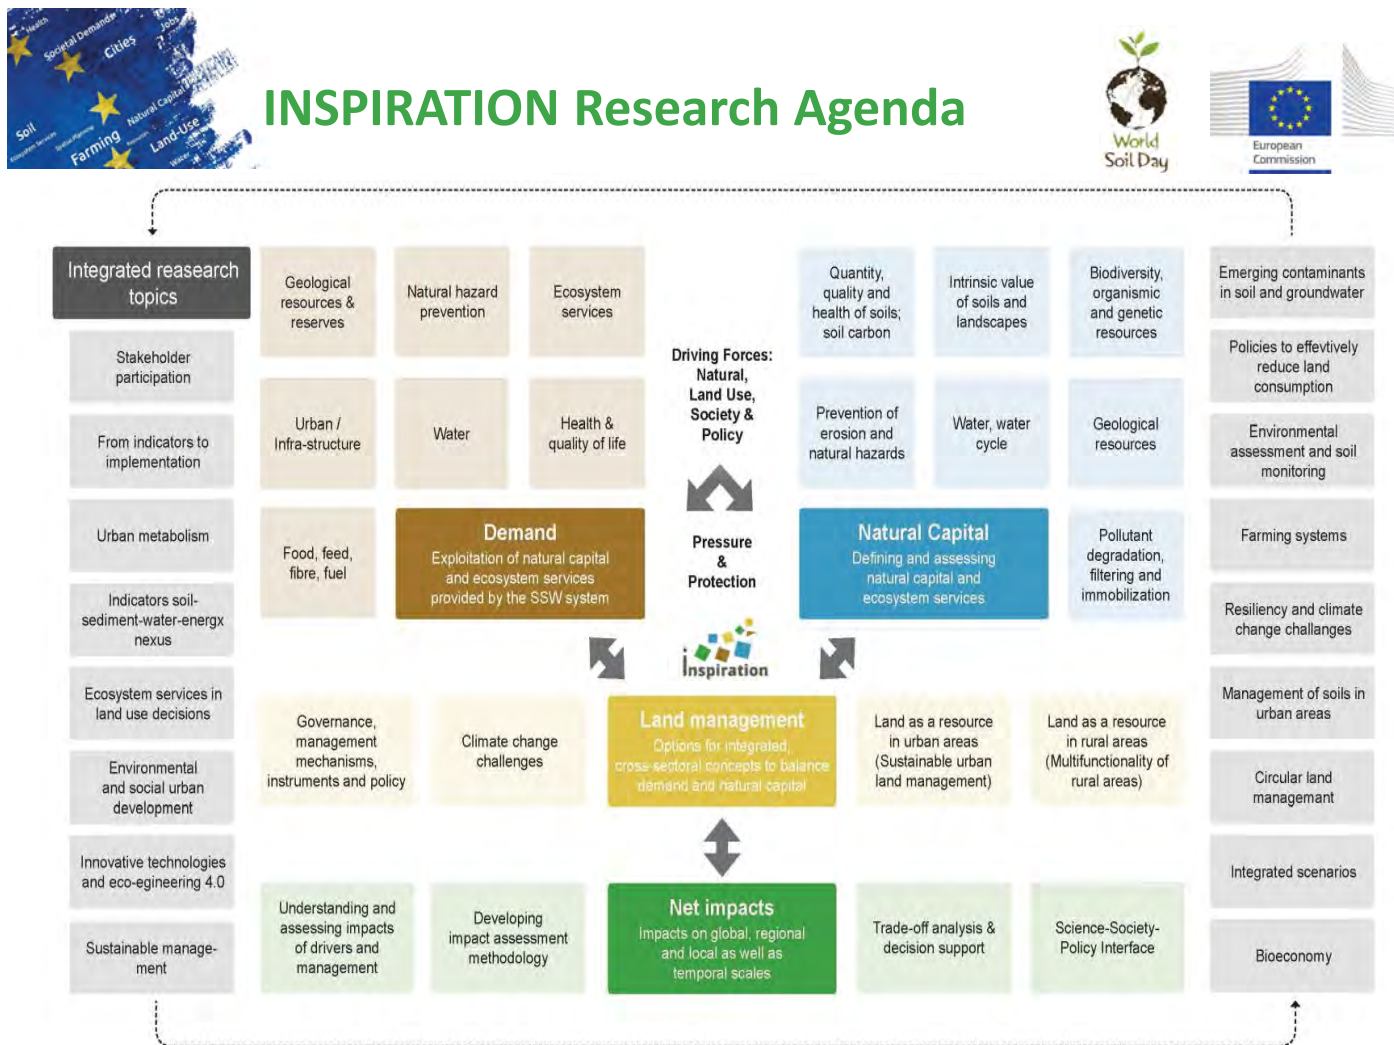 Health
Societal Demands
Jobs
Cities
Natural Capital
Soil
Ecosystem Services
Spatial Planning
Farming
Land-Use
Water
INSPIRATION Research Agenda
World
Soil Day
European
Commission
Integrated reasearch
topics
Stakeholder
participation
From indicators to
implementation
Urban metabolism
Indicators soil-
sediment-water-energx
nexus
Ecosystem services in
land use decisions
Environmental
and social urban
development
Innovative technologies
and eco-egineering 4.0
Sustainable manage-
ment
Geological
resources &
reserves
Natural hazard
prevention
Ecosystem
services
Urban /
Infra-structure
Water
Health &
quality of life
Food, feed,
fibre, fuel
Demand
Exploitation of natural capital
and ecosystem services
provided by the SSW system
Driving Forces:
Natural,
Land Use,
Society &
Policy
Pressure
&
Protection
inspiration
Quantity,
quality and
health of soils;
soil carbon
Intrinsic value
of soils and
landscapes
Biodiversity,
organismic
and genetic
resources
Prevention of
erosion and
natural hazards
Water, water
cycle
Geological
resources
Natural Capital
Defining and assessing
natural capital and
ecosystem services
Pollutant
degradation,
filtering and
immobilization
Governance,
management
mechanisms,
instruments and policy
Climate change
challenges
Land management
Options for integrated,
cross-sectoral concepts to balance
demand and natural capital
Land as a resource
in urban areas
(Sustainable urban
land management)
Land as a resource
in rural areas
(Multifunctionality of
rural areas)
Understanding and
assessing impacts
of drivers and
management
Developing
impact assessment
methodology
Net impacts
Impacts on global, regional
and local as well as
temporal scales
Trade-off analysis &
decision support
Science-Society-
Policy Interface
Emerging contaminants
in soil and groundwater
Policies to effevtively
reduce land
consumption
Environmental
assessment and soil
monitoring
Farming systems
Resiliency and climate
change challanges
Management of soils in
urban areas
Circular land
managemant
Integrated scenarios
Bioeconomy